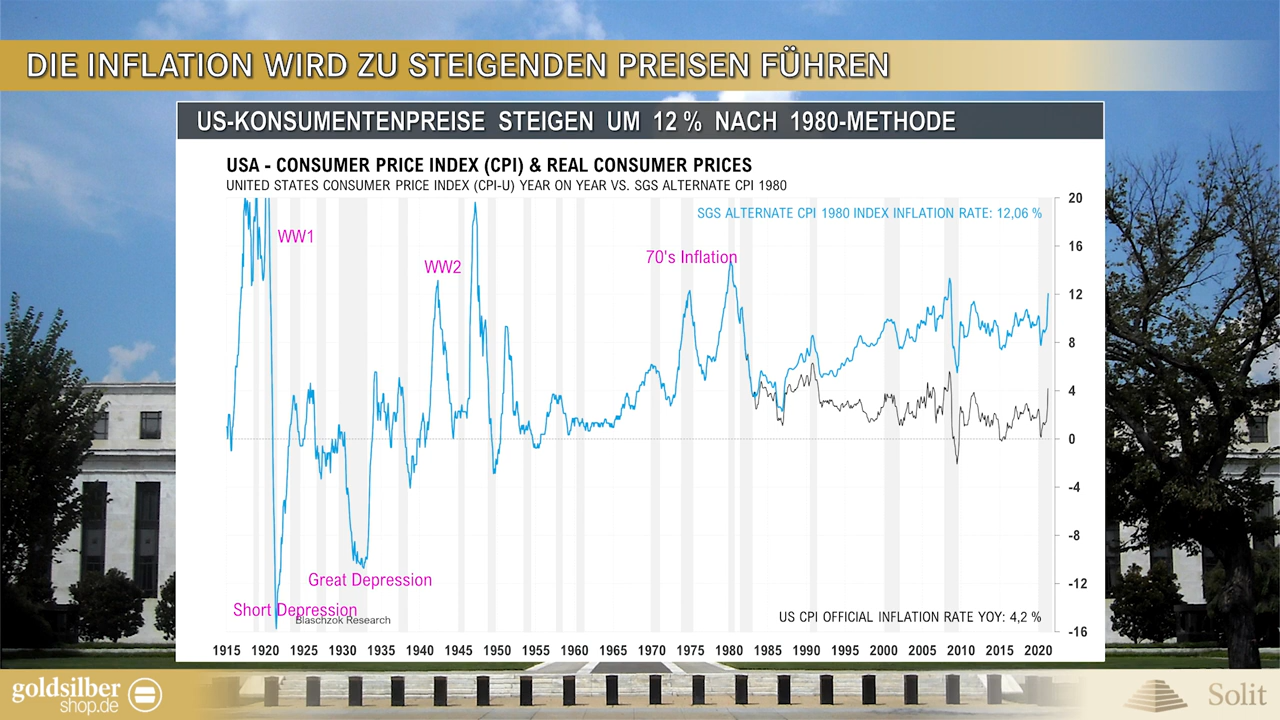 DIE INFLATION WIRD ZU STEIGENDEN PREISEN FÜHREN
US-KONSUMENTENPREISE STEIGEN UM 12 % NACH 1980-METHODE
USA - CONSUMER PRICE INDEX (CPI) & REAL CONSUMER PRICES
UNITED STATES CONSUMER PRICE INDEX (CPI-U) YEAR ON YEAR VS. SGS ALTERNATE CPI 1980
20
SGS ALTERNATE CPI 1980 INDEX INFLATION RATE: 12,06 %
WW1
16
70's Inflation
WW2
12
8
4
0
-4
-8
Great Depression
-12
Short Depression
Blaschzok Research
US CPI OFFICIAL INFLATION RATE YOY: 4,2 %
-16
1915 1920 1925 1930 1935 1940 1945 1950 1955 1960 1965 1970 1975 1980 1985 1990 1995 2000 2005 2010 2015 2020
goldsilber
shop.de
Solit